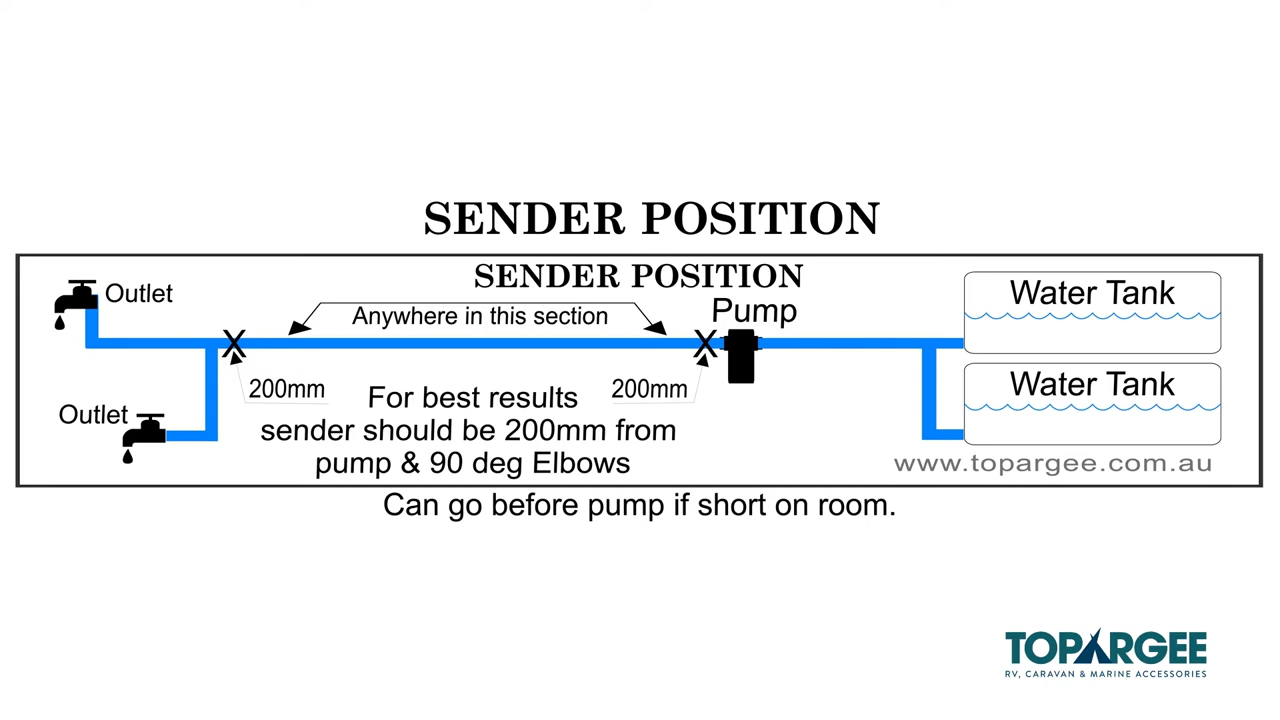 SENDER POSITION
SENDER POSITION
Outlet
Anywhere in this section
Pump
Water Tank
200mm
200mm
Water Tank
Outlet
For best results
sender should be 200mm from
pump & 90 deg Elbows
www.topargee.com.au
Can go before pump if short on room.
TOPARGEE
RV, CARAVAN & MARINE ACCESSORIES